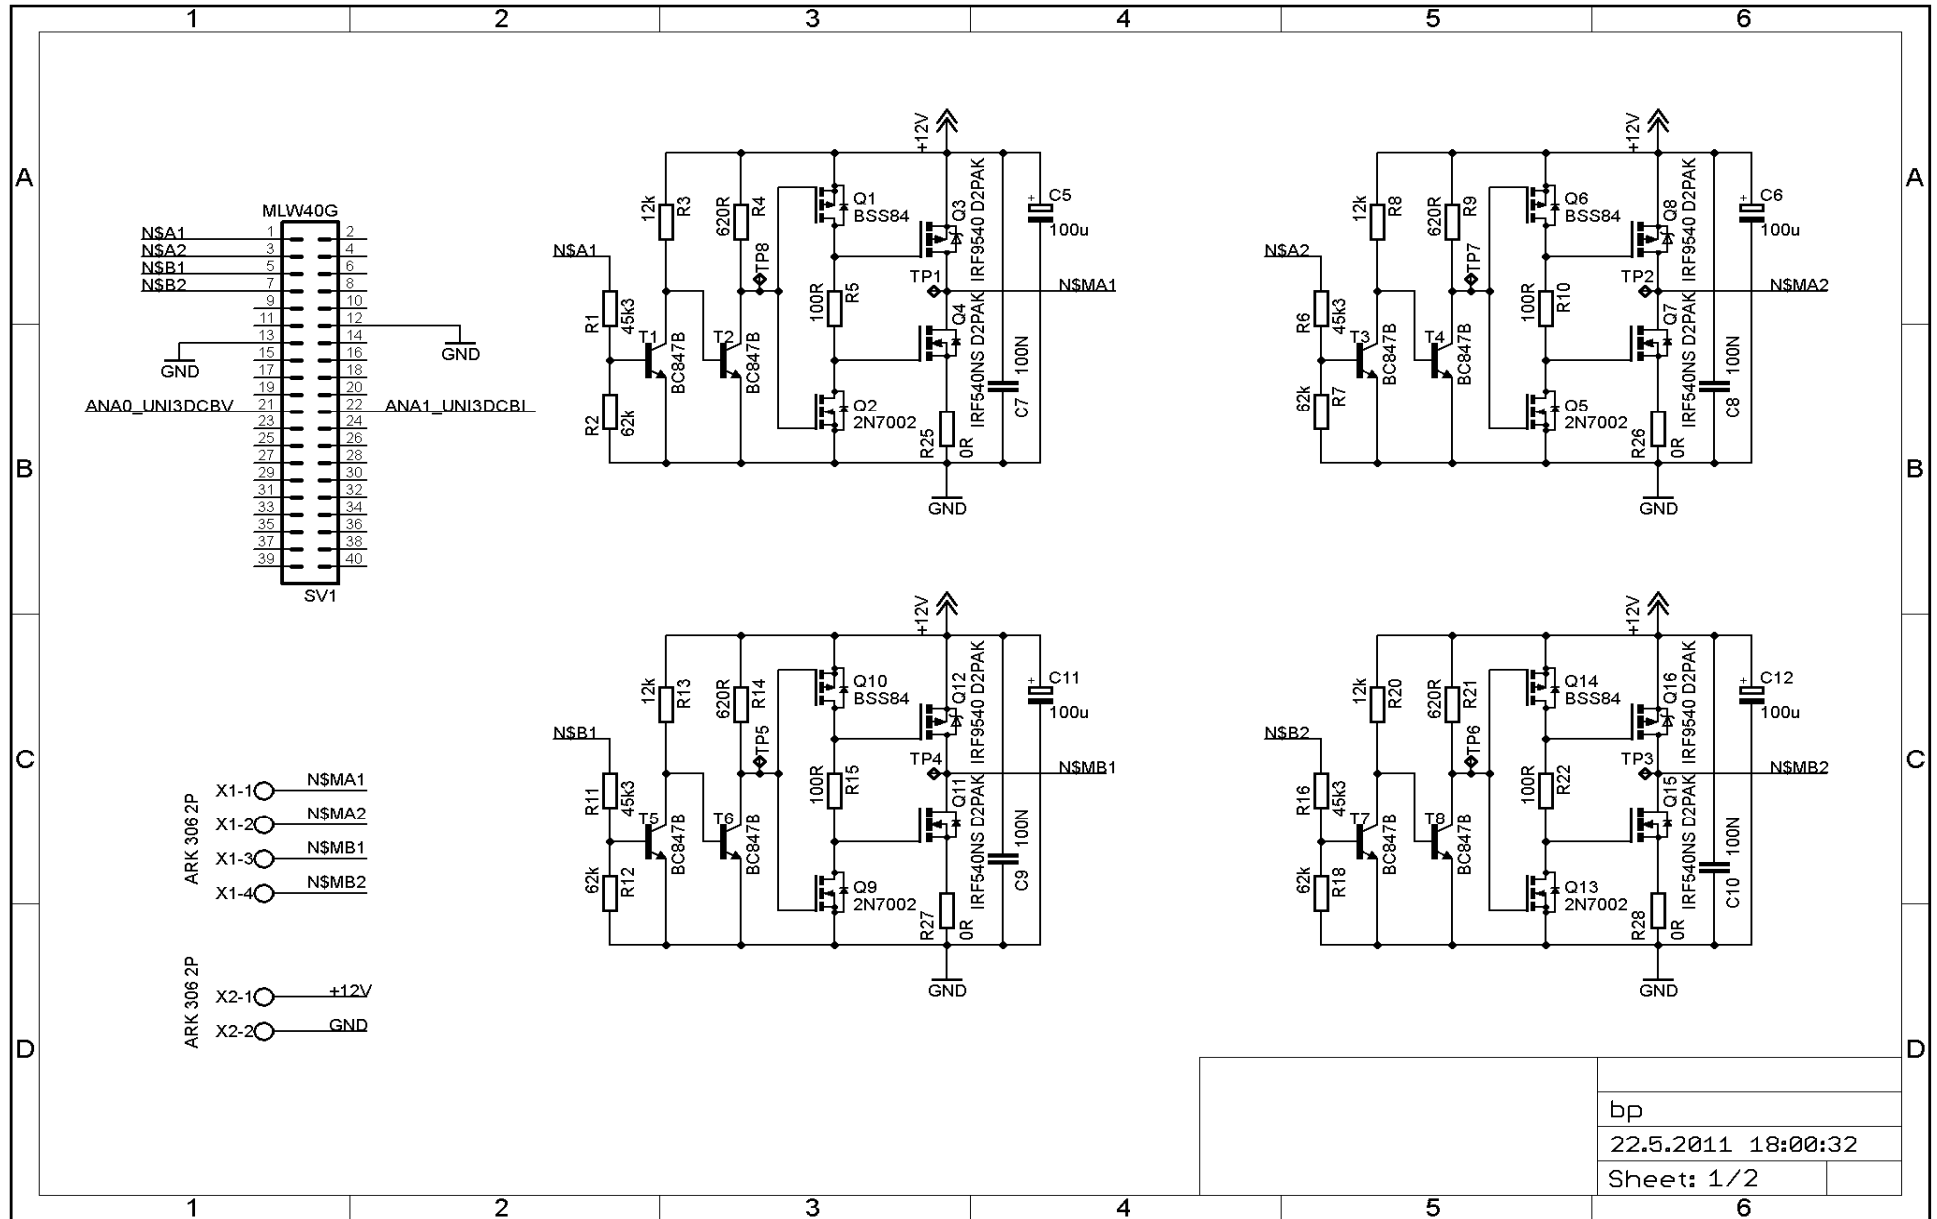 1 2 3 4 5 6
A A
B B
C C
D D
1 2 3 4 5 6
MLW40G
N$A1 1 2
N$A2 3 4
N$B1 5 6
N$B2 7 8
9 10
11 12
13 14
15 16
17 18
19 20
ANA0_UNI3DCBV 21 22 ANA1_UNI3DCBI
23 24
25 26
27 28
29 30
31 32
33 34
35 36
37 38
39 40
GND
GND
SV1
+12V
N$A1
R1
45k3
R2
62k
12k
R3
620R
R4
TP8
T1
BC847B
T2
BC847B
Q1
BSS84
100R
R5
Q2
2N7002
Q3
IRF9540 D2PAK
TP1
N$MA1
Q4
IRF540NS D2PAK
R25
0R
C5
+
100u
C7
100N
GND
+12V
N$A2
R6
45k3
62k
R7
12k
R8
620R
R9
TP7
T3
BC847B
T4
BC847B
Q6
BSS84
100R
R10
Q5
2N7002
Q8
IRF9540 D2PAK
TP2
N$MA2
Q7
IRF540NS D2PAK
R26
0R
C6
+
100u
C8
100N
GND
+12V
N$B1
R11
45k3
62k
R12
12k
R13
620R
R14
TP5
T5
BC847B
T6
BC847B
Q10
BSS84
100R
R15
Q9
2N7002
Q12
IRF9540 D2PAK
TP4
N$MB1
Q11
IRF540NS D2PAK
R27
0R
C11
+
100u
C9
100N
GND
+12V
N$B2
R16
45k3
62k
R18
12k
R20
620R
R21
TP6
T7
BC847B
T8
BC847B
Q14
BSS84
100R
R22
Q13
2N7002
Q16
IRF9540 D2PAK
TP3
N$MB2
Q15
IRF540NS D2PAK
R28
0R
C12
+
100u
C10
100N
GND
ARK 306 2P
X1-1 N$MA1
X1-2 N$MA2
X1-3 N$MB1
X1-4 N$MB2
ARK 306 2P
X2-1 +12V
X2-2 GND
bp
22.5.2011 18:00:32
Sheet: 1/2